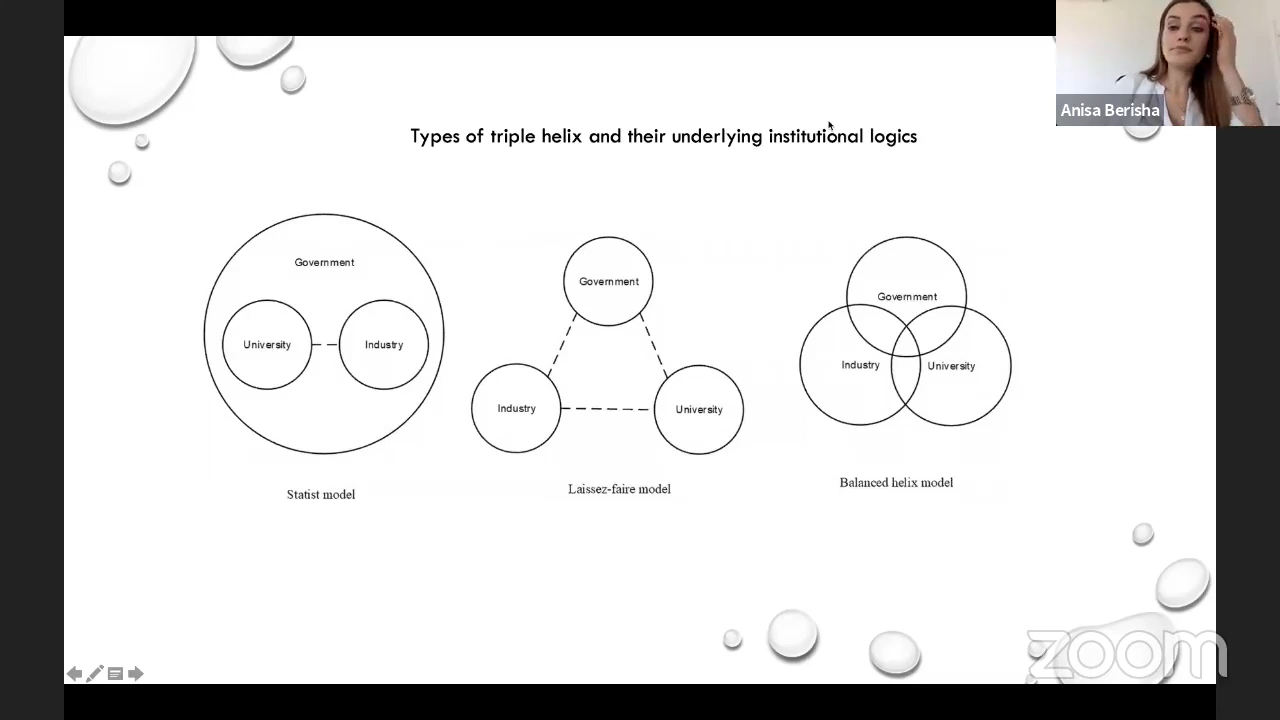 Anisa Berisha
Types of triple helix and their underlying institutional logics
Government
University
Industry
Statist model
Government
Industry
University
Laissez-faire model
Government
Industry
University
Balanced helix model
zoom